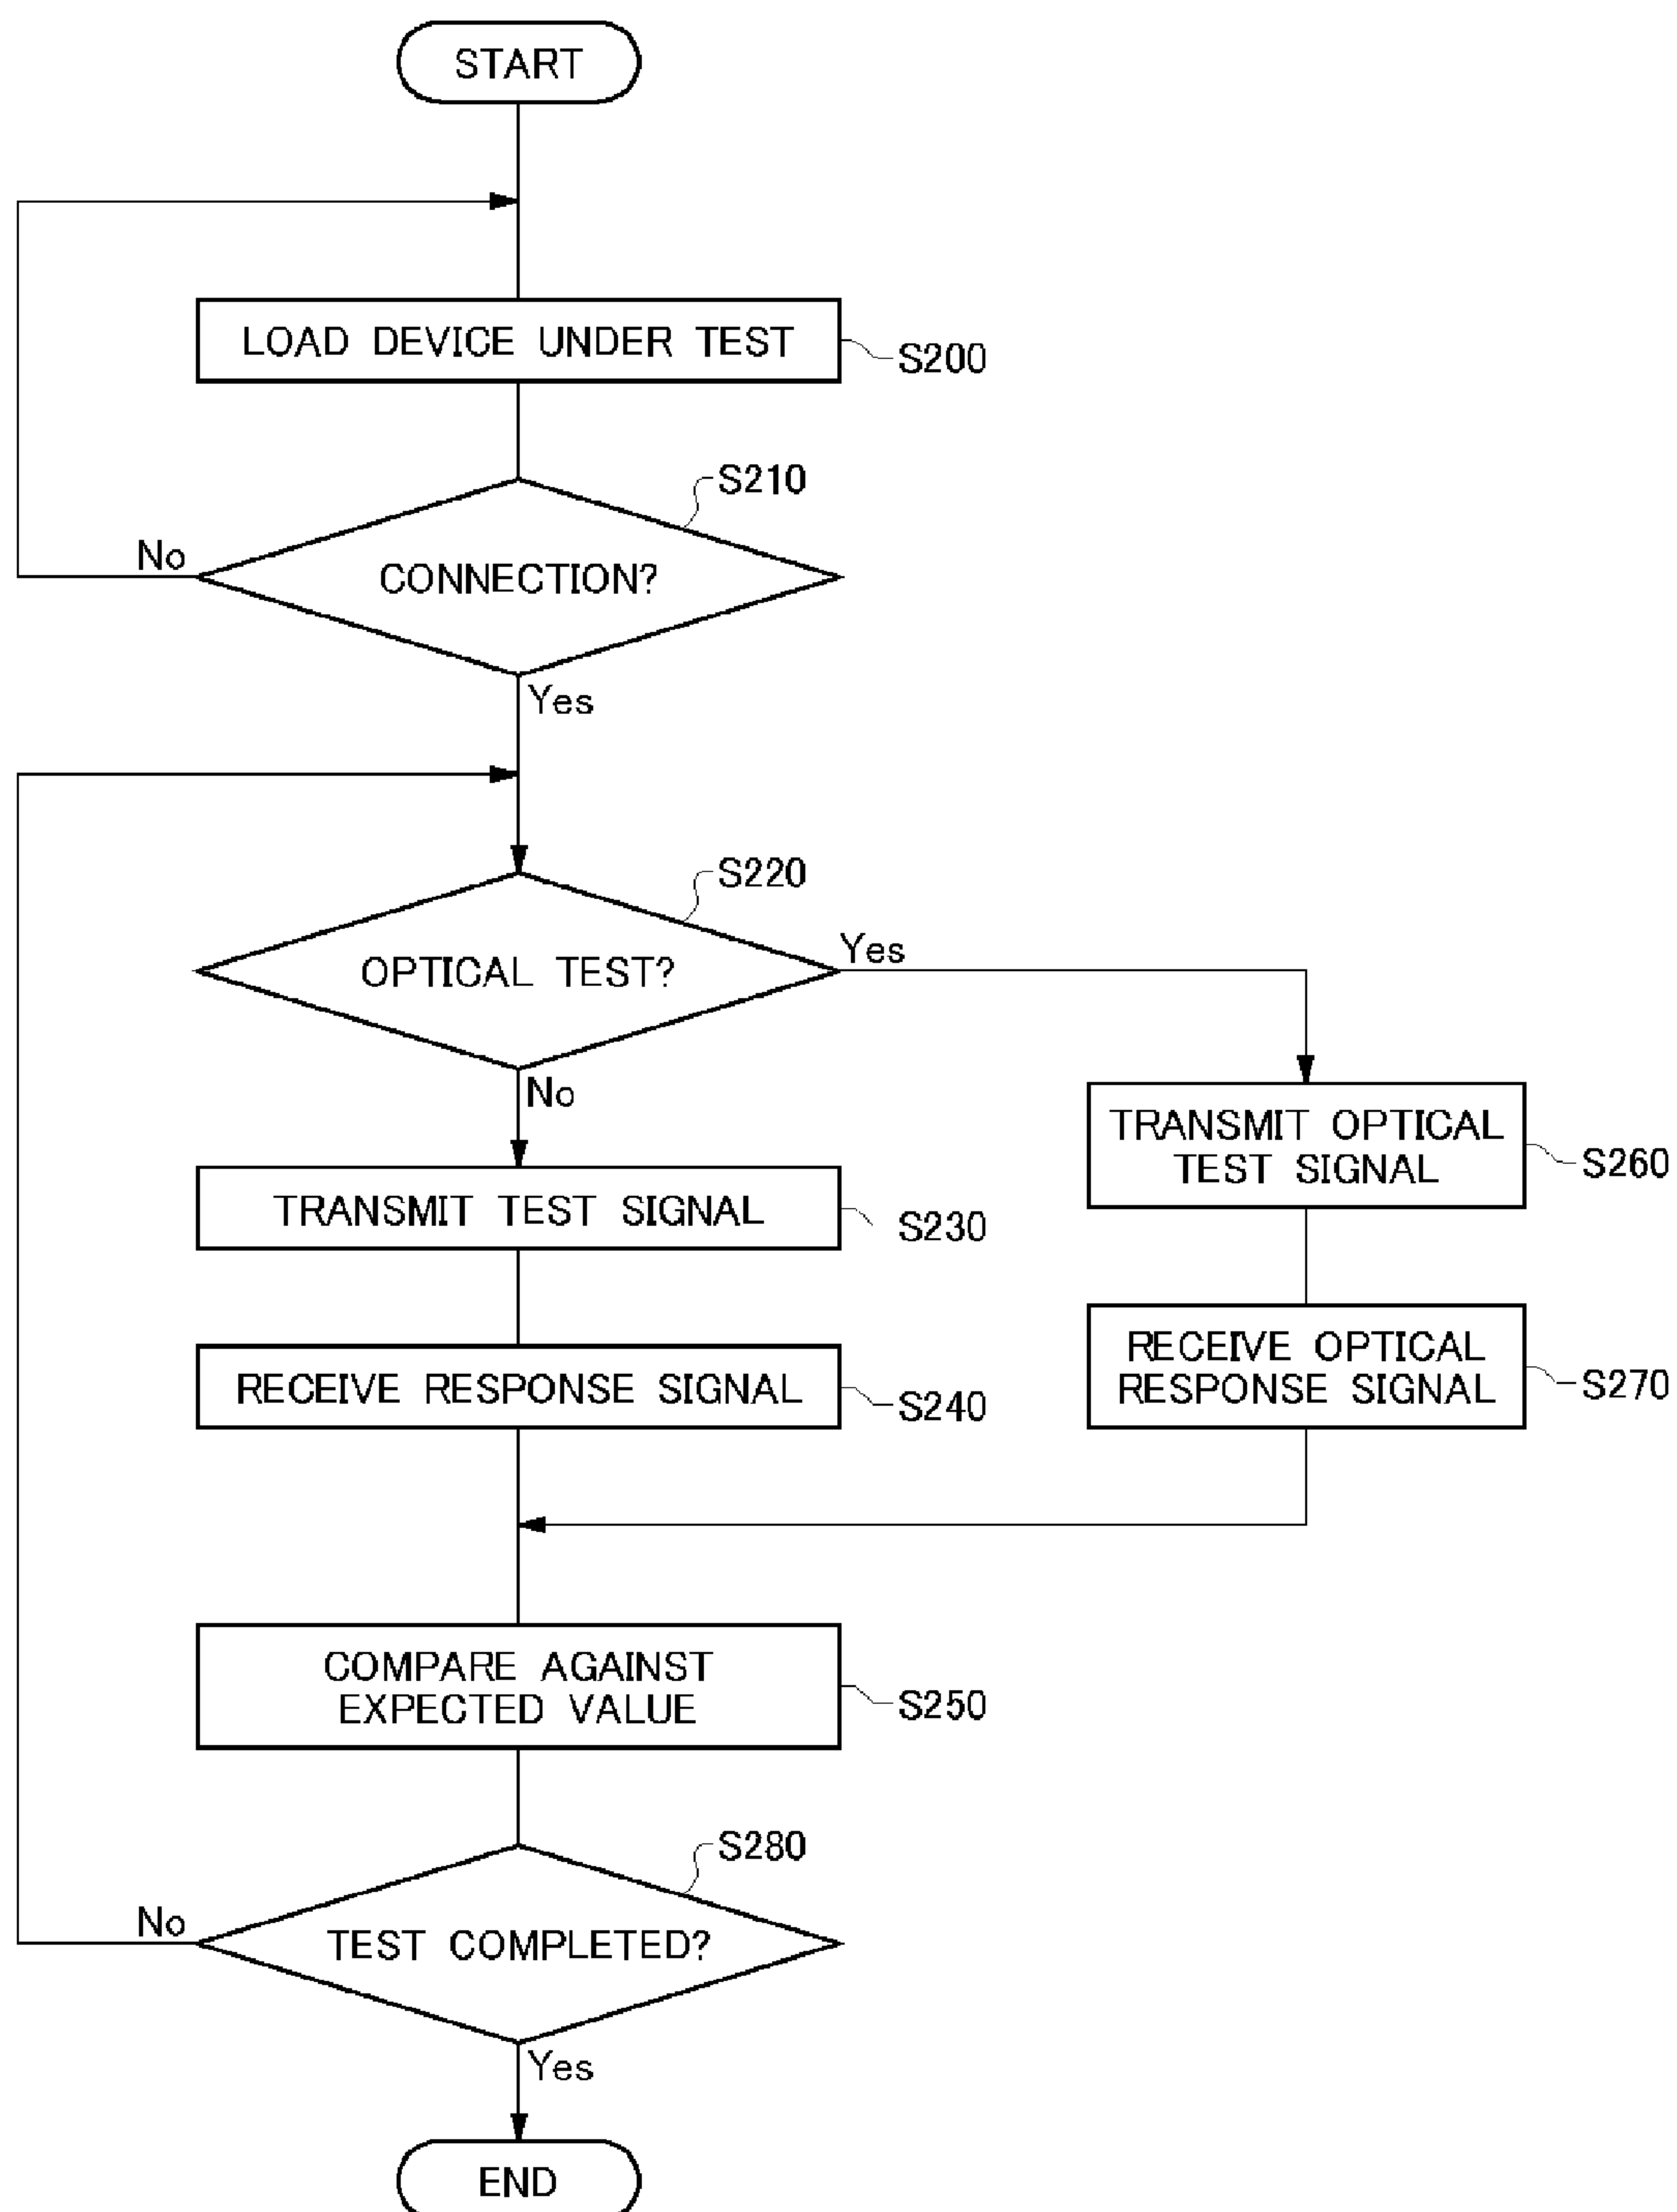 START
LOAD DEVICE UNDER TEST
S200
S210
No
CONNECTION?
Yes
S220
OPTICAL TEST?
Yes
No
TRANSMIT OPTICAL
TEST SIGNAL
S260
TRANSMIT TEST SIGNAL
S230
RECEIVE OPTICAL
RESPONSE SIGNAL
S270
RECEIVE RESPONSE SIGNAL
S240
COMPARE AGAINST
EXPECTED VALUE
S250
S280
No
TEST COMPLETED?
Yes
END